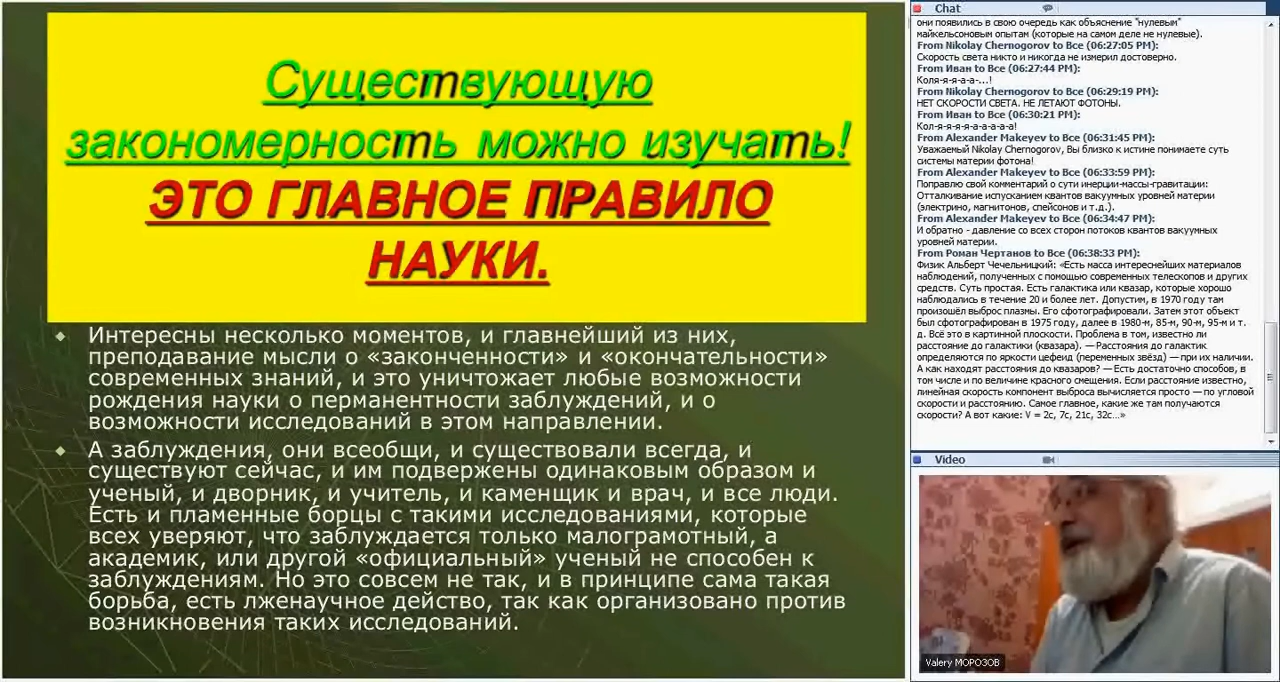 Существующую
закономерность можно изучать!
ЭТО ГЛАВНОЕ ПРАВИЛО
НАУКИ.
Интересны несколько моментов, и главнейший из них,
преподавание мысли о «законченности» и «окончательности»
современных знаний, и это уничтожает любые возможности
рождения науки о перманентности заблуждений, и о
возможности исследований в этом направлении.
А заблуждения, они всеобщи, и существовали всегда, и
существуют сейчас, и им подвержены одинаковым образом и
ученый, и дворник, и учитель, и каменщик и врач, и все люди.
Есть и пламенные борцы с такими исследованиями, которые
всех уверяют, что заблуждается только малограмотный, а
академик, или другой «официальный» ученый не способен к
заблуждениям. Но это совсем не так, и в принципе сама такая
борьба, есть лженаучное действо, так как организовано против
возникновения таких исследований.
Chat
они появились в свою очередь как объяснение "нулевым"
майкельсоновым опытам (которые на самом деле не нулевые).
From Nikolay Chernogorov to Все (06:27:05 PM):
Скорость света никто и никогда не измерил достоверно.
From Иван to Все (06:27:44 PM):
Коля-я-я-а-а-...!
From Nikolay Chernogorov to Все (06:29:19 PM):
НЕТ СКОРОСТИ СВЕТА. НЕ ЛЕТАЮТ ФОТОНЫ.
From Иван to Все (06:30:21 PM):
Кол-я-я-я-я-а-а-а-а-а!
From Alexander Makeyev to Все (06:31:45 PM):
Уважаемый Nikolay Chernogorov, Вы близко к истине понимаете суть
системы материи фотона!
From Alexander Makeyev to Все (06:33:59 PM):
Поправлю свой комментарий о сути инерции-массы-гравитации:
Отталкивание испусканием квантов вакуумных уровней материи
(электрино, магнитонов, спейсонов и т.д.).
From Alexander Makeyev to Все (06:34:47 PM):
И обратно - давление со всех сторон потоков квантов вакуумных
уровней материи.
From Роман Чертанов to Все (06:38:33 PM):
Физик Альберт Чечельницкий: «Есть масса интереснейших материалов
наблюдений, полученных с помощью современных телескопов и других
средств. Суть простая. Есть галактика или квазар, которые хорошо
наблюдались в течение 20 и более лет. Допустим, в 1970 году там
произошёл выброс плазмы. Его сфотографировали. Затем этот объект
был сфотографирован в 1975 году, далее в 1980-м, 85-м, 90-м, 95-м и т.
д. Всё это в картинной плоскости. Проблема в том, известно ли
расстояние до галактики (квазара). — Расстояния до галактик
определяются по яркости цефеид (переменных звёзд) — при их наличии.
А как находят расстояния до квазаров? — Есть достаточно способов, в
том числе и по величине красного смещения. Если расстояние известно,
линейная скорость компонент выброса вычисляется просто — по угловой
скорости и расстоянию. Самое главное, какие же там получаются
скорости? А вот какие: V = 2c, 7c, 21c, 32c...»
Video
Valery МОРОЗОВ